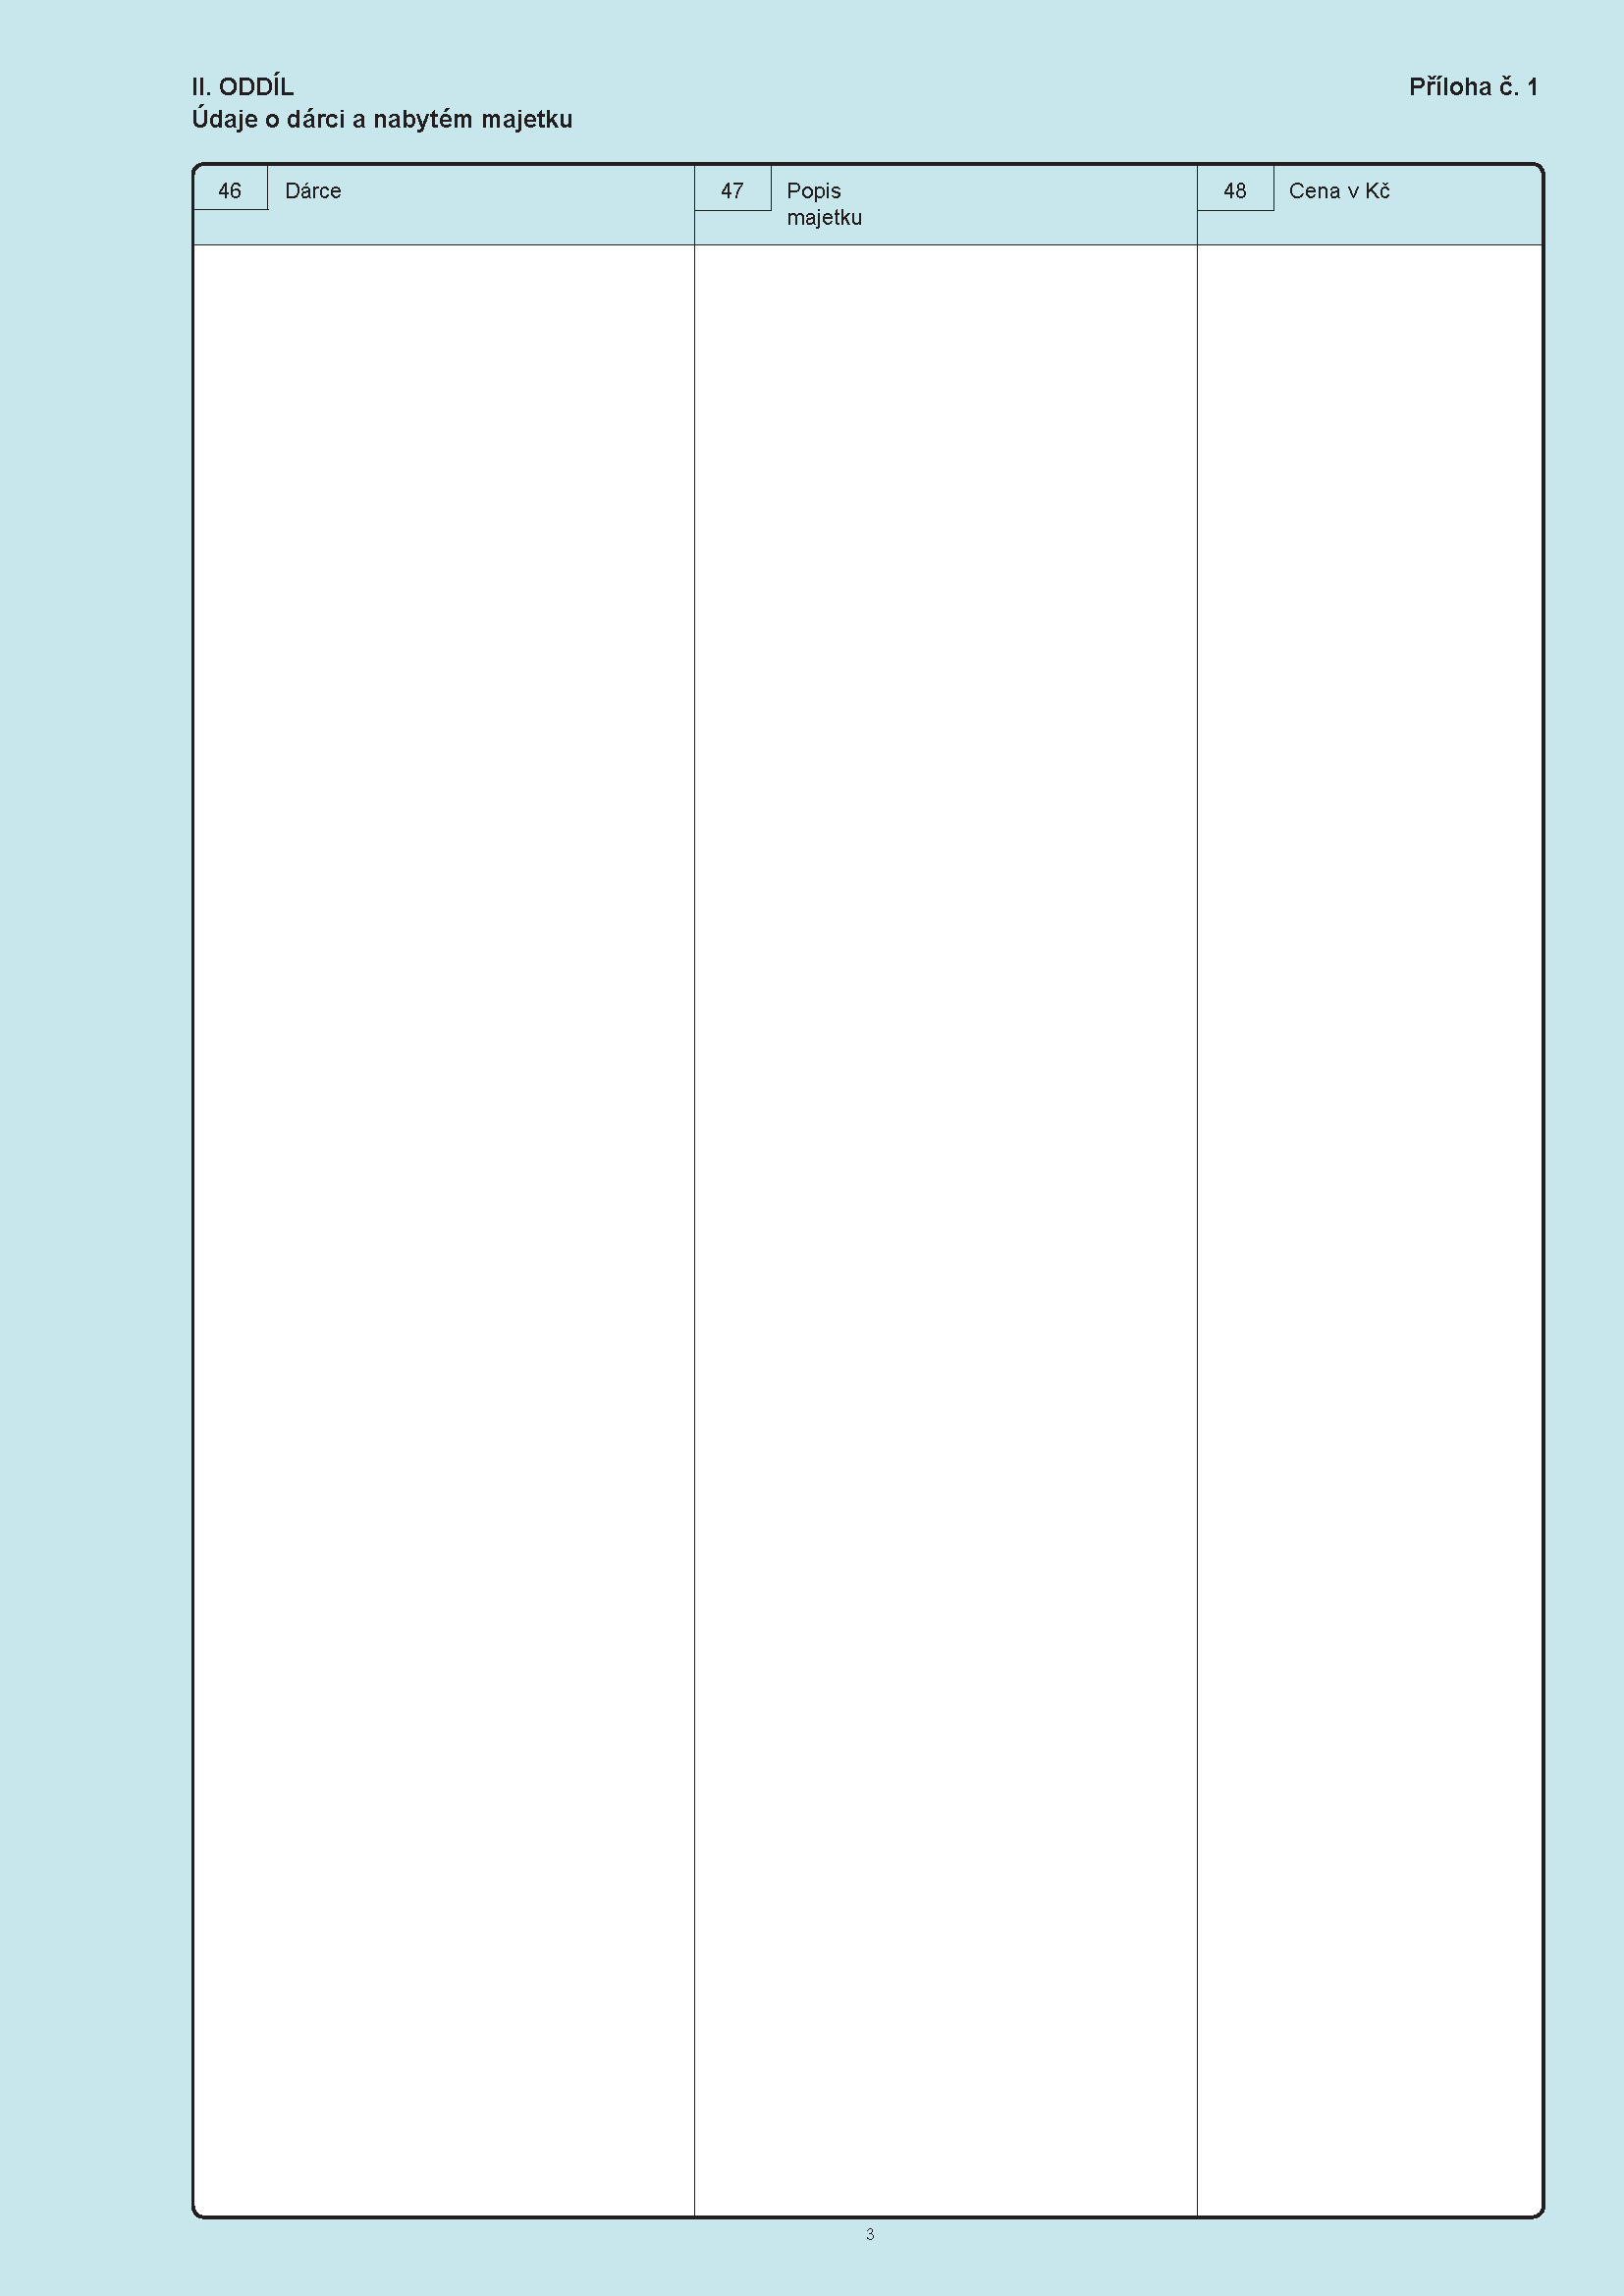 II. ODDÍL
Příloha č. 1
Údaje o dárci a nabytém majetku
46 Dárce
47 Popis
majetku
48 Cena v Kč
3